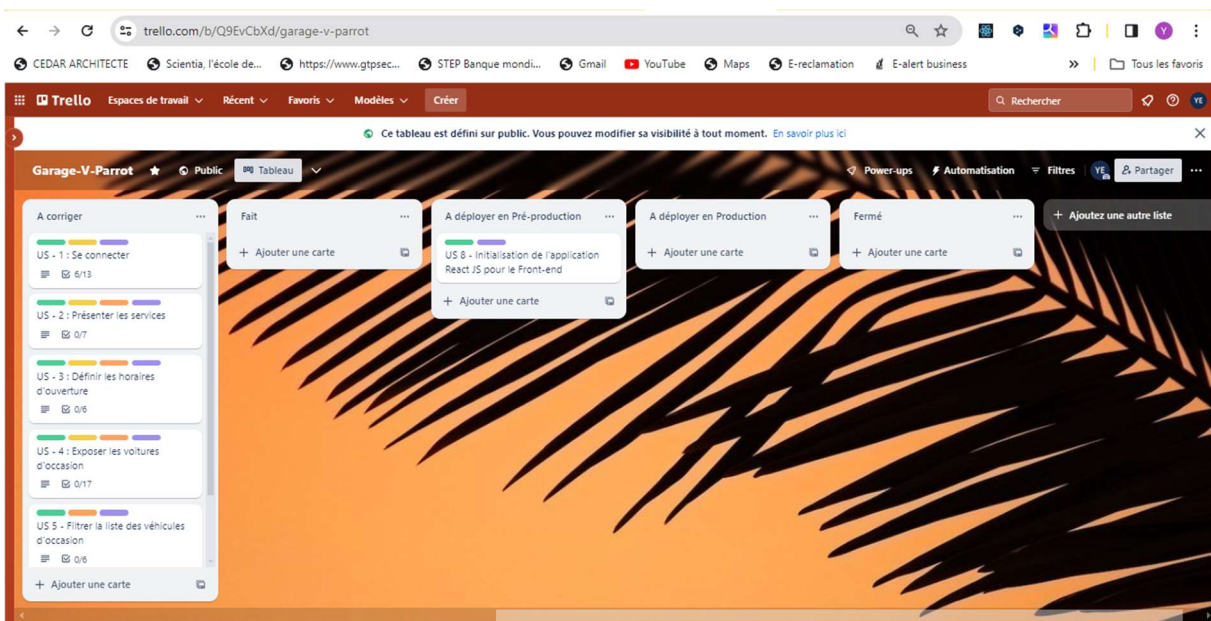 trello.com/b/Q9EvCbXd/garage-v-parrot
CEDAR ARCHITECTE Scientia, l'école de... https://www.gtpsec... STEP Banque mondi... Gmail YouTube Maps E-reclamation E-alert business » Tous les favoris
Trello Espaces de travail Récent Favoris Modèles Créer Rechercher YE
Ce tableau est défini sur public. Vous pouvez modifier sa visibilité à tout moment. En savoir plus ici
Garage-V-Parrot Public Tableau Power-ups Automatisation Filtres YE Partager
A corriger
US - 1 : Se connecter
6/13
US - 2 : Présenter les services
0/7
US - 3 : Définir les horaires
d'ouverture
0/6
US - 4 : Exposer les voitures
d'occasion
0/17
US 5 - Filtrer la liste des véhicules
d'occasion
0/6
+ Ajouter une carte
Fait
+ Ajouter une carte
A déployer en Pré-production
US 8 - Initialisation de l'application
React JS pour le Front-end
+ Ajouter une carte
A déployer en Production
+ Ajouter une carte
Fermé
+ Ajouter une carte
+ Ajoutez une autre liste